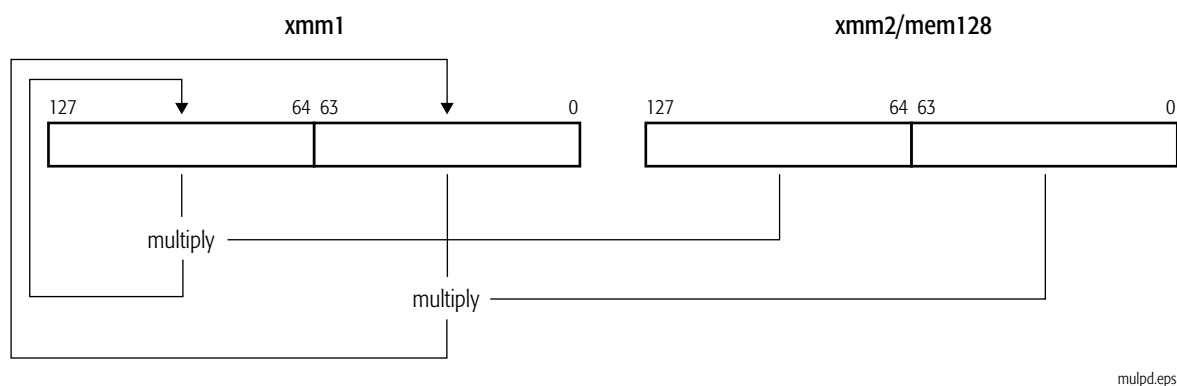 xmm1 xmm2/mem128
127 64 63 0 127 64 63 0
multiply
multiply
mulpd.eps